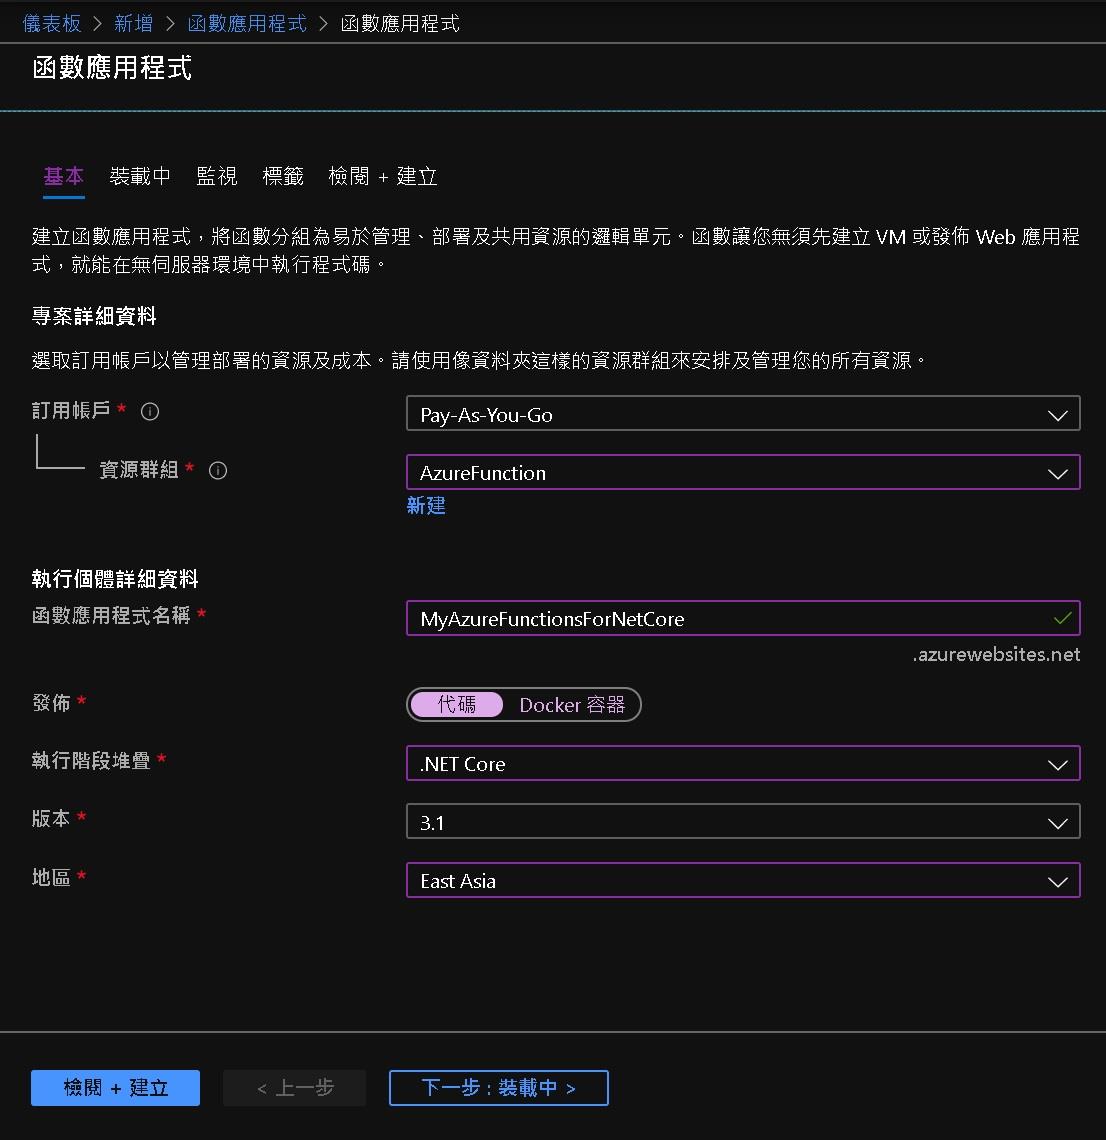 儀表板 > 新增 > 函數應用程式 > 函數應用程式
函數應用程式
基本 裝載中 監視 標籤 檢閱 + 建立
建立函數應用程式，將函數分組為易於管理、部署及共用資源的邏輯單元。函數讓您無須先建立 VM 或發佈 Web 應用程
式，就能在無伺服器環境中執行程式碼。
專案詳細資料
選取訂用帳戶以管理部署的資源及成本。請使用像資料夾這樣的資源群組來安排及管理您的所有資源。
訂用帳戶 * Pay-As-You-Go
資源群組 * AzureFunction
新建
執行個體詳細資料
函數應用程式名稱 * MyAzureFunctionsForNetCore
.azurewebsites.net
發佈 * 代碼 Docker 容器
執行階段堆疊 * .NET Core
版本 * 3.1
地區 * East Asia
檢閱 + 建立 < 上一步 下一步 : 裝載中 >